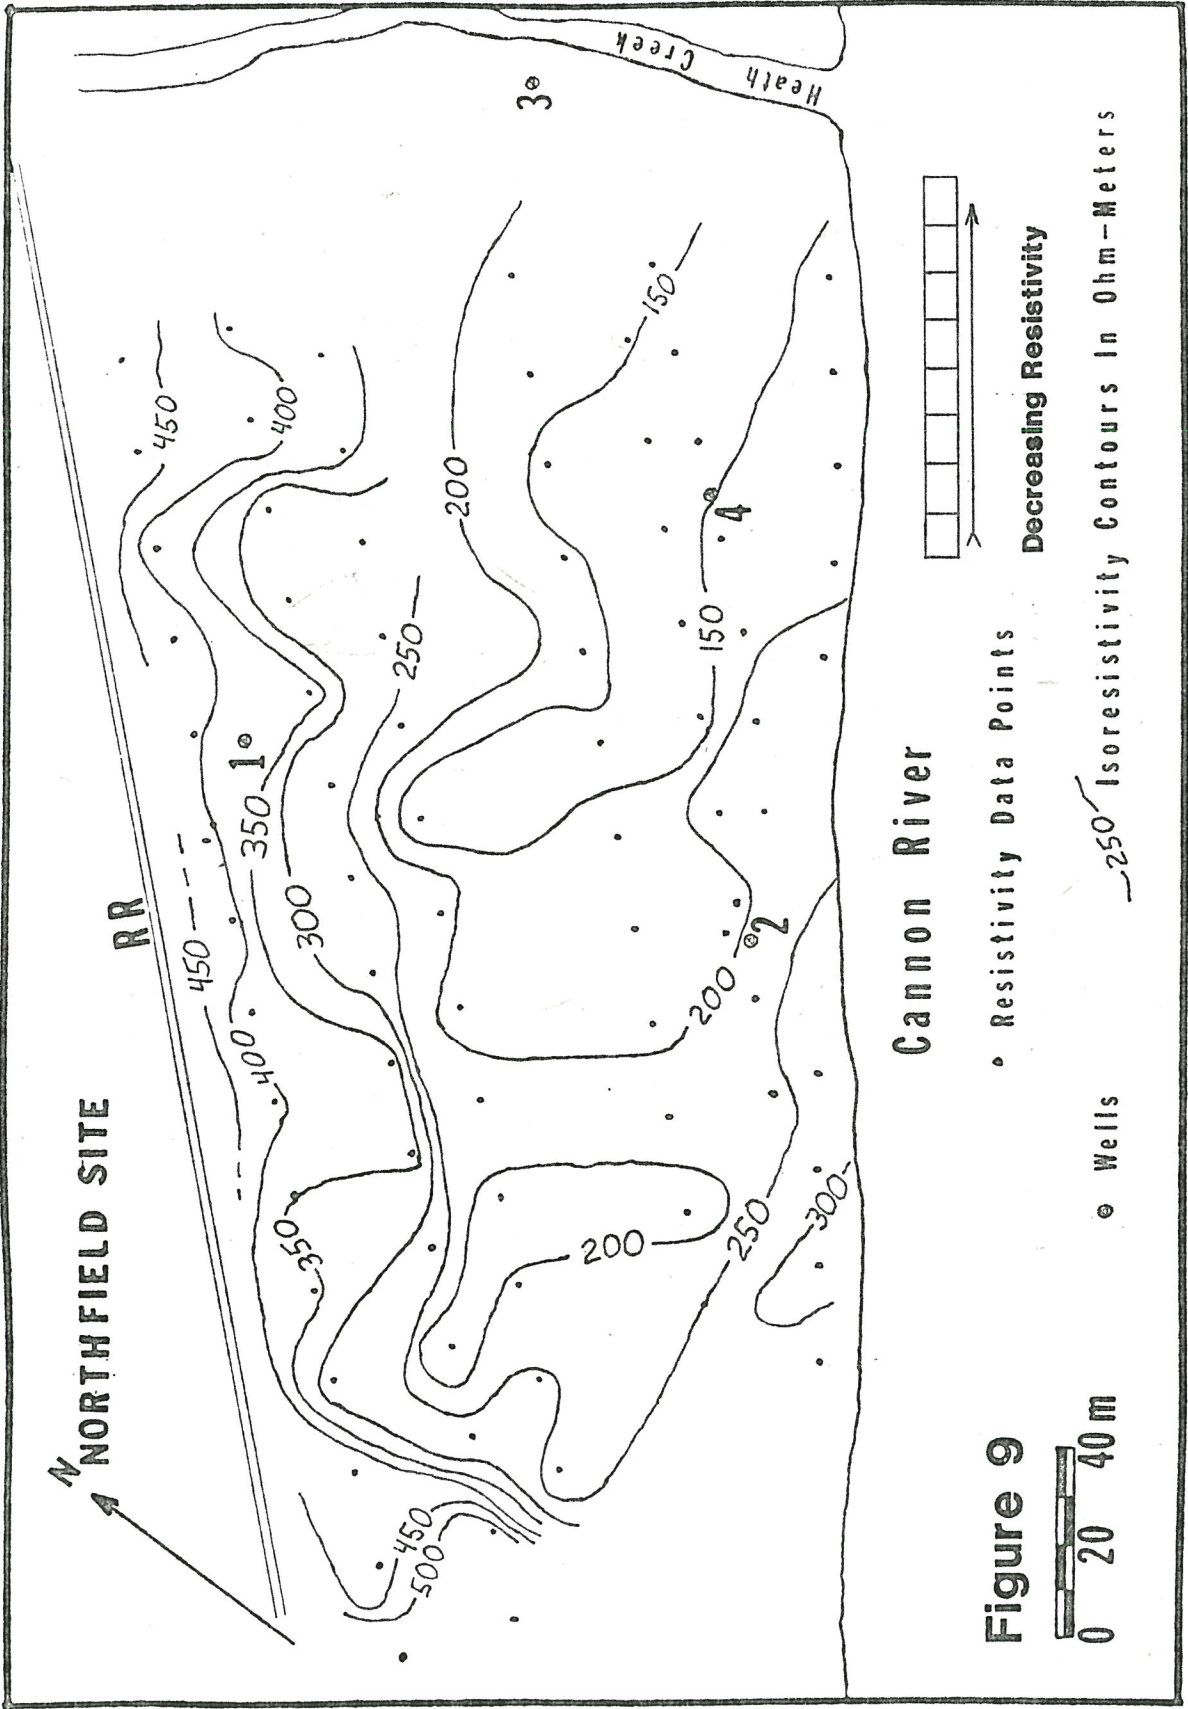 N
NORTHFIELD SITE
RR
450
450
400
400
350
350
300
250
200
150
150
200
200
250
300
450
500
1
2
3
4
Heath
Creek
Cannon River
Figure 9
0 20 40m
Wells
Resistivity Data Points
Decreasing Resistivity
250 Isoresistivity Contours In Ohm-Meters